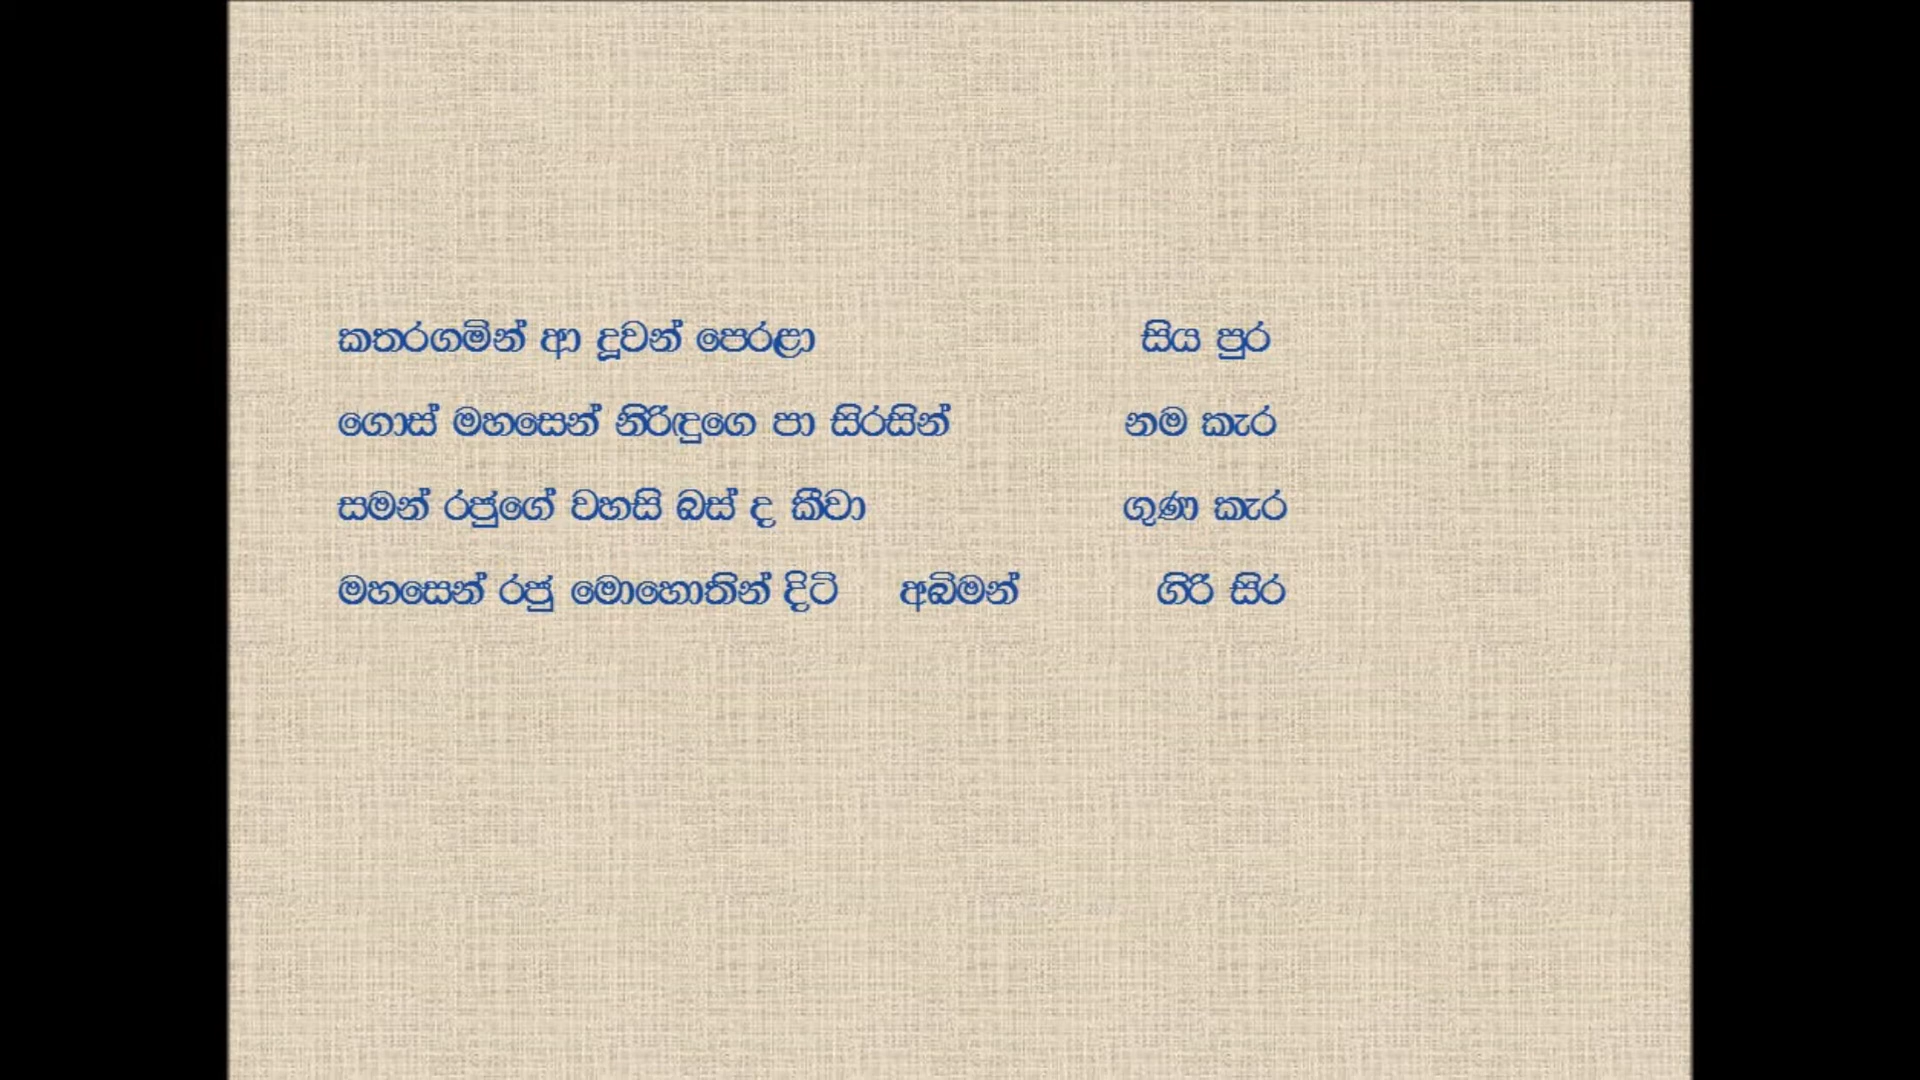 කතරගමින් ආ දූවන් පෙරළා සිය පුර
ගොස් මහසෙන් නිරිඳුගෙ පා සිරසින් නම කැර
සමන් රජුගේ වහසි බස් ද කීවා ගුණ කැර
මහසෙන් රජු මොහොතින් දිටි අබිමන් ගිරි සිර